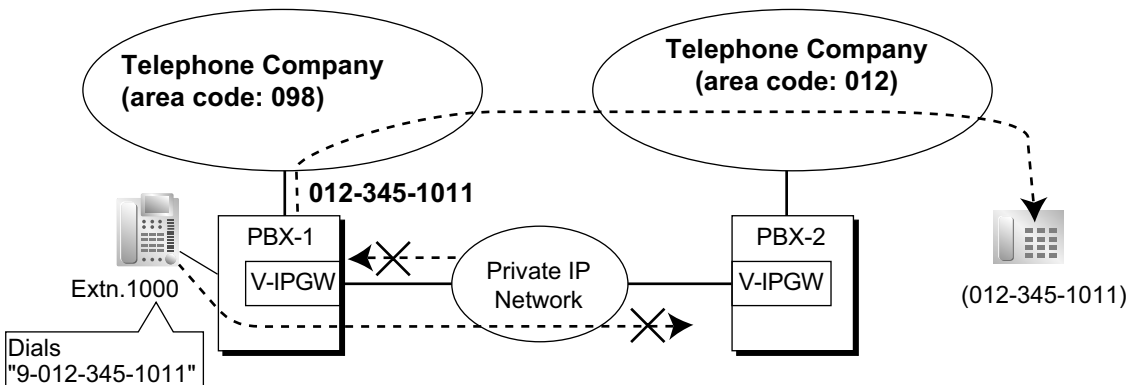 Telephone Company
(area code: 098)
Telephone Company
(area code: 012)
012-345-1011
PBX-1
V-IPGW
Private IP
Network
PBX-2
V-IPGW
Extn.1000
(012-345-1011)
Dials
"9-012-345-1011"